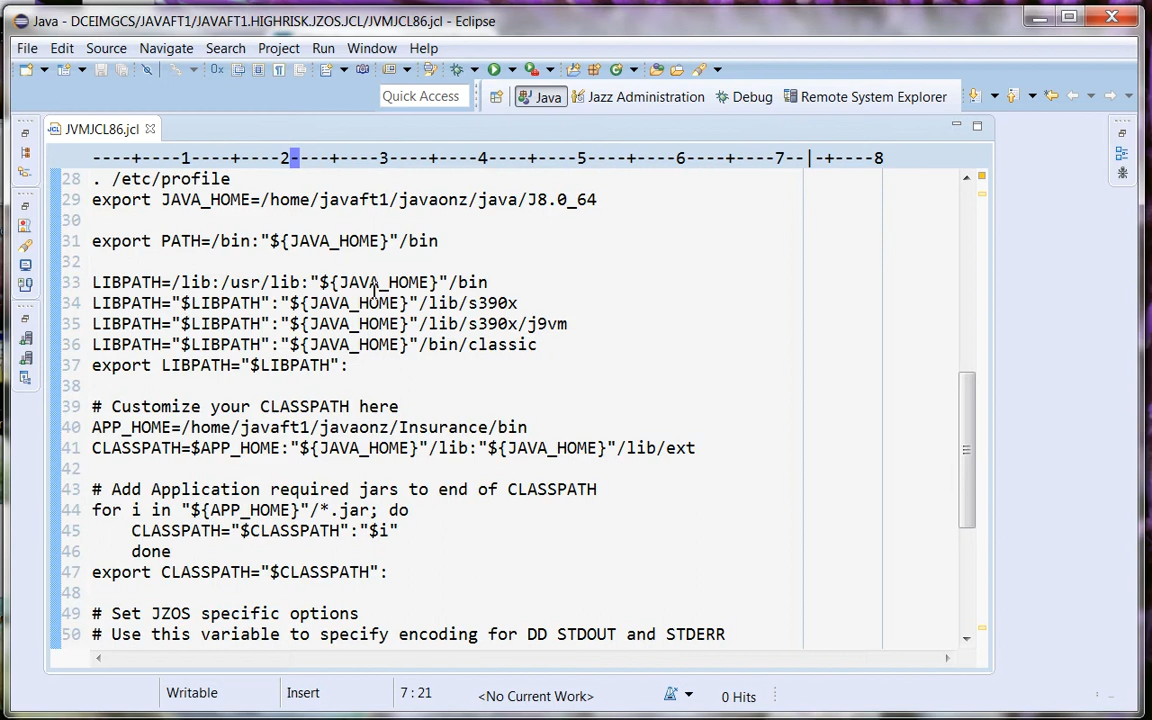 Java - DCEIMGCS/JAVAFT1/JAVAFT1.HIGHRISK.JZOS.JCL/JVMJCL86.jcl - Eclipse
File Edit Source Navigate Search Project Run Window Help
Quick Access Java Jazz Administration Debug Remote System Explorer
JVMJCL86.jcl
----+----1----+----2----+----3----+----4----+----5----+----6----+----7--|-+----8
28 . /etc/profile
29 export JAVA_HOME=/home/javaft1/javaonz/java/J8.0_64
30
31 export PATH=/bin:"${JAVA_HOME}"/bin
32
33 LIBPATH=/lib:/usr/lib:"${JAVA_HOME}"/bin
34 LIBPATH="$LIBPATH":"${JAVA_HOME}"/lib/s390x
35 LIBPATH="$LIBPATH":"${JAVA_HOME}"/lib/s390x/j9vm
36 LIBPATH="$LIBPATH":"${JAVA_HOME}"/bin/classic
37 export LIBPATH="$LIBPATH":
38
39 # Customize your CLASSPATH here
40 APP_HOME=/home/javaft1/javaonz/Insurance/bin
41 CLASSPATH=$APP_HOME:"${JAVA_HOME}"/lib:"${JAVA_HOME}"/lib/ext
42
43 # Add Application required jars to end of CLASSPATH
44 for i in "${APP_HOME}"/*.jar; do
45     CLASSPATH="$CLASSPATH":"$i"
46     done
47 export CLASSPATH="$CLASSPATH":
48
49 # Set JZOS specific options
50 # Use this variable to specify encoding for DD STDOUT and STDERR
Writable Insert 7 : 21 <No Current Work> 0 Hits